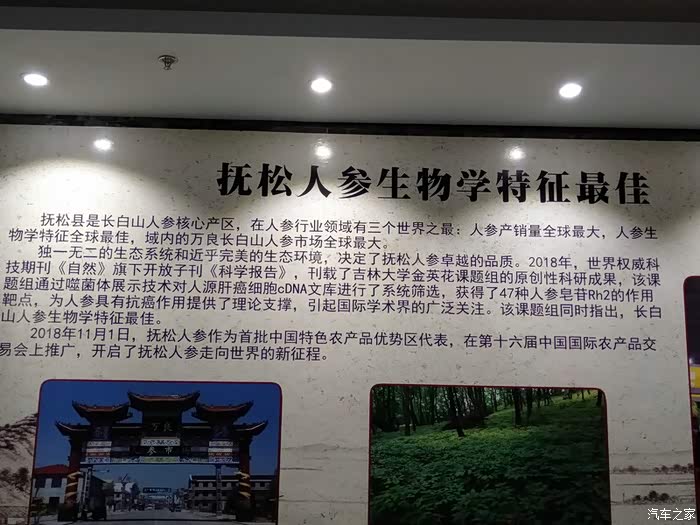 抚松人参生物学特征最佳
抚松县是长白山人参核心产区，在人参行业领域有三个世界之最：人参产销量全球最大，人参生
物学特征全球最佳，域内的万良长白山人参市场全球最大。
独一无二的生态系统和近乎完美的生态环境，决定了抚松人参卓越的品质。2018年，世界权威科
技期刊《自然》旗下开放子刊《科学报告》，刊载了吉林大学金英花课题组的原创性科研成果，该课
题组通过噬菌体展示技术对人源肝癌细胞cDNA文库进行了系统筛选，获得了47种人参皂苷Rh2的作用
靶点，为人参具有抗癌作用提供了理论支撑，引起国际学术界的广泛关注。该课题组同时指出，长白
山人参生物学特征最佳。
2018年11月1日，抚松人参作为首批中国特色农产品优势区代表，在第十六届中国国际农产品交
易会上推广，开启了抚松人参走向世界的新征程。
万良
参市
汽车之家